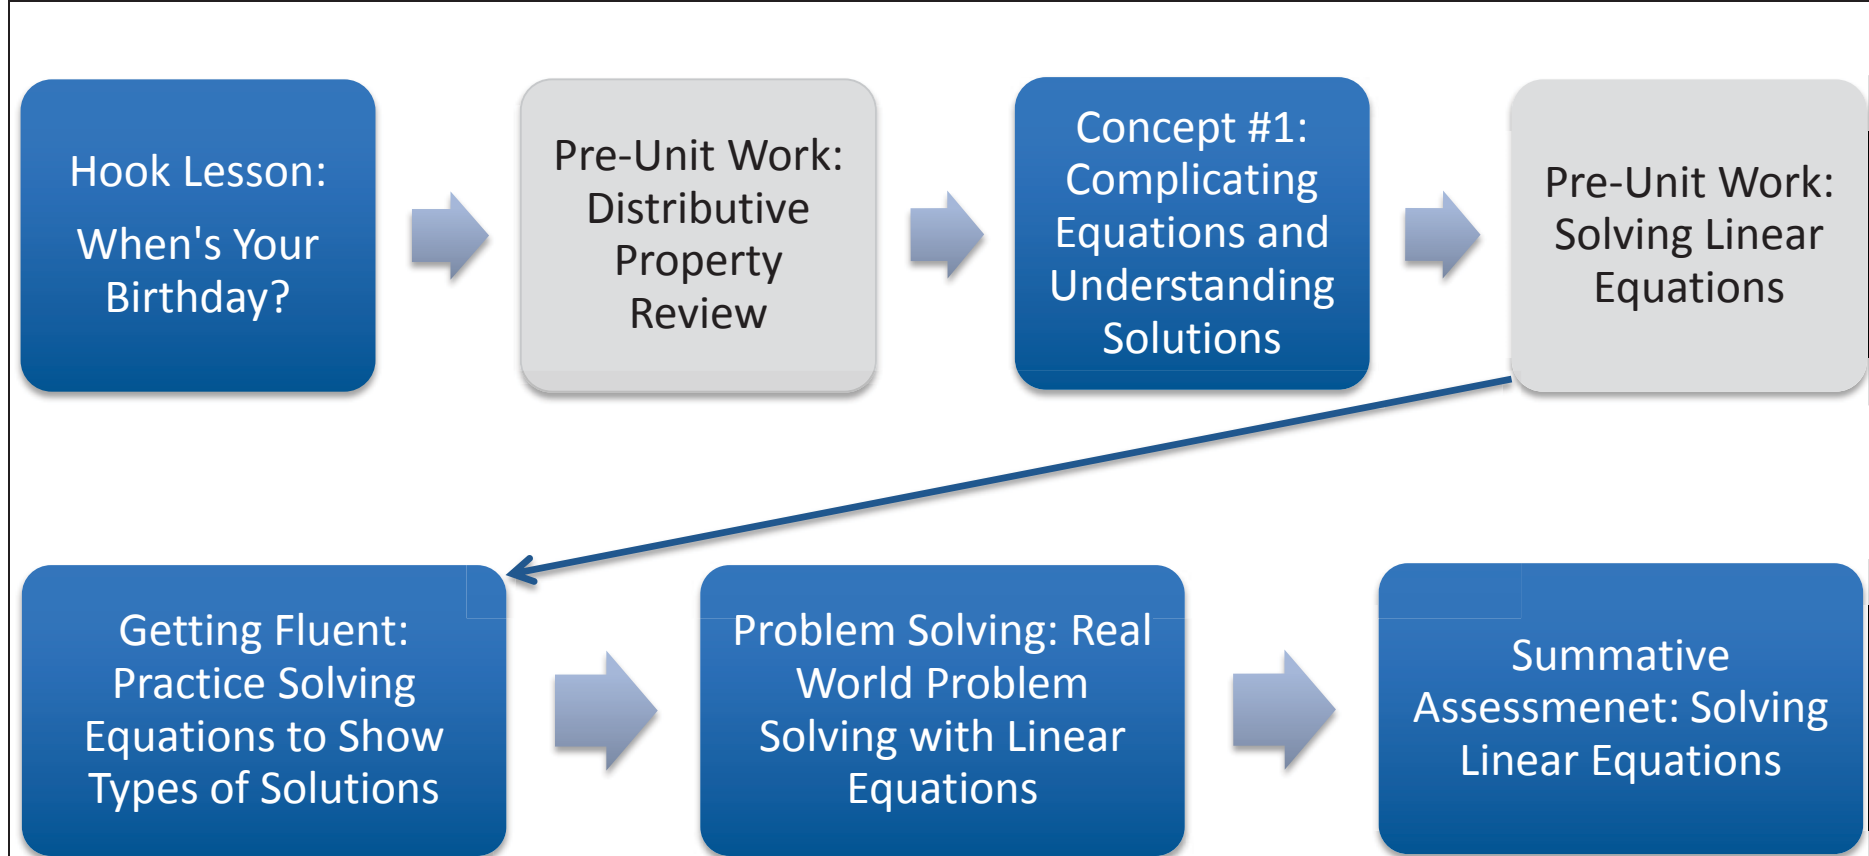 Hook Lesson:
When's Your
Birthday?
Pre-Unit Work:
Distributive
Property
Review
Concept #1:
Complicating
Equations and
Understanding
Solutions
Pre-Unit Work:
Solving Linear
Equations
Getting Fluent:
Practice Solving
Equations to Show
Types of Solutions
Problem Solving: Real
World Problem
Solving with Linear
Equations
Summative
Assessmenet: Solving
Linear Equations